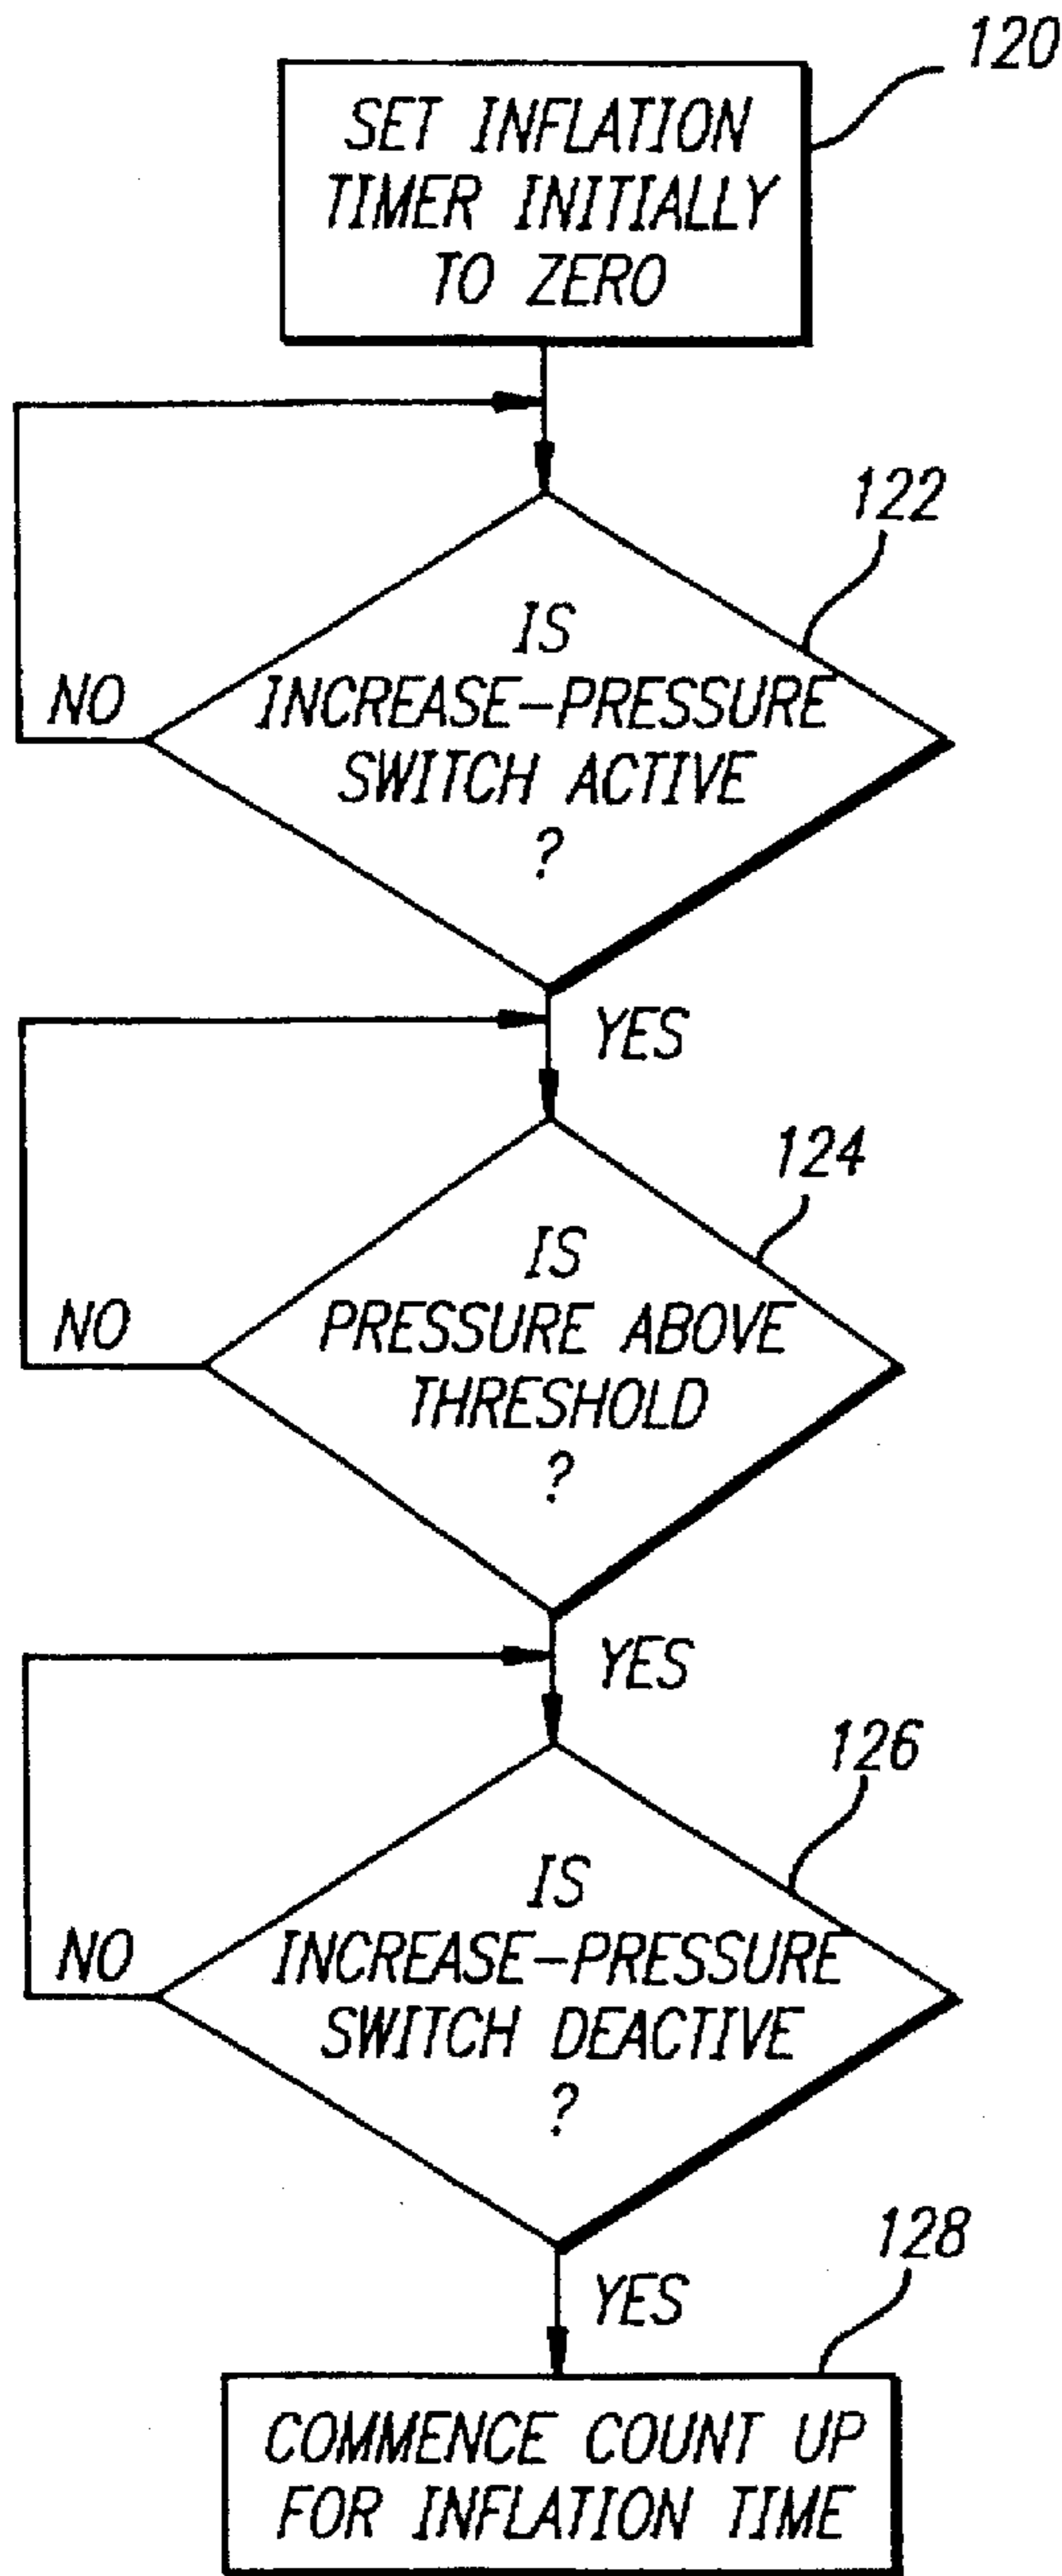 120
SET INFLATION
TIMER INITIALLY
TO ZERO
122
IS
INCREASE-PRESSURE
SWITCH ACTIVE
?
NO
YES
124
IS
PRESSURE ABOVE
THRESHOLD
?
NO
YES
126
IS
INCREASE-PRESSURE
SWITCH DEACTIVE
?
NO
YES
128
COMMENCE COUNT UP
FOR INFLATION TIME